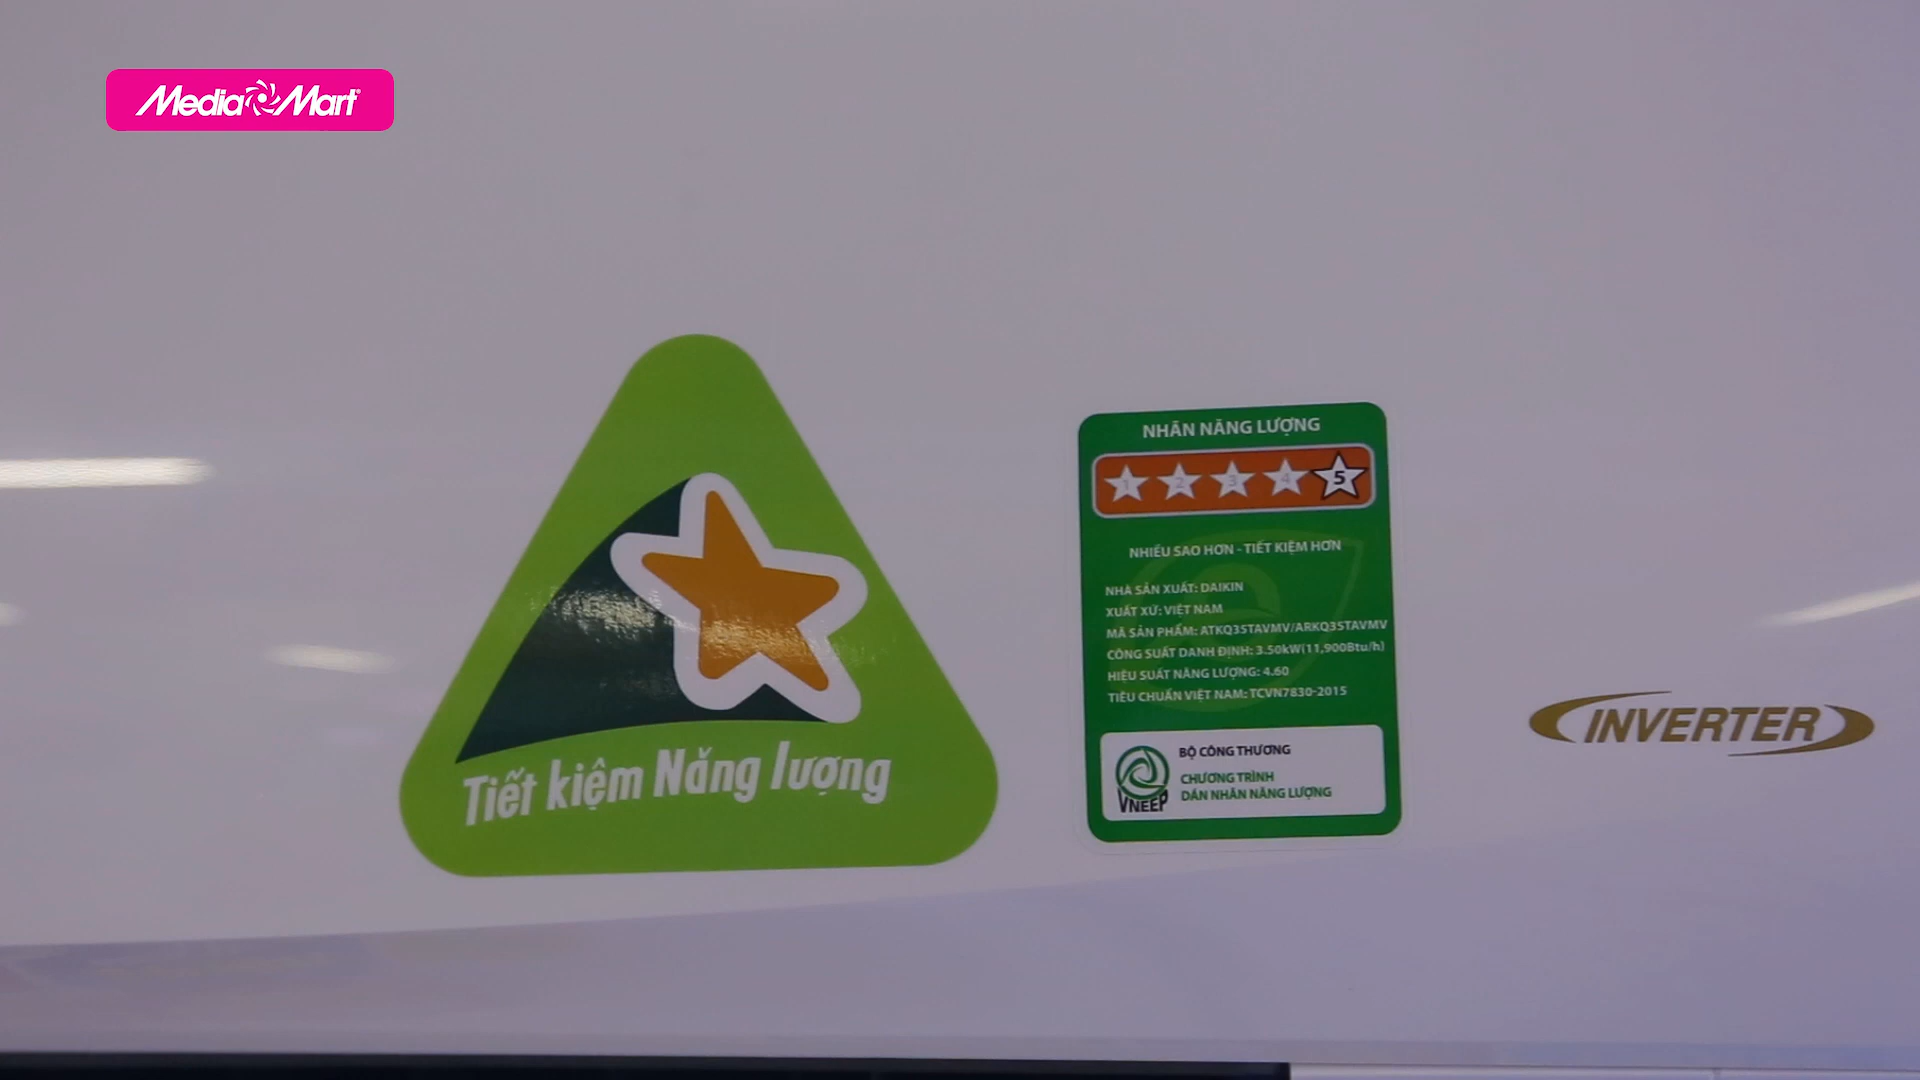 MediaMart
Tiết kiệm Năng lượng
NHÃN NĂNG LƯỢNG
1 2 3 4 5
NHIỀU SAO HƠN - TIẾT KIỆM HƠN
NHÀ SẢN XUẤT: DAIKIN
XUẤT XỨ: VIỆT NAM
MÃ SẢN PHẨM: ATKQ35TAVMV/ARKQ35TAVMV
CÔNG SUẤT DANH ĐỊNH: 3.50kW(11,900Btu/h)
HIỆU SUẤT NĂNG LƯỢNG: 4.60
TIÊU CHUẨN VIỆT NAM: TCVN7830-2015
VNEEP
BỘ CÔNG THƯƠNG
CHƯƠNG TRÌNH
DÁN NHÃN NĂNG LƯỢNG
INVERTER